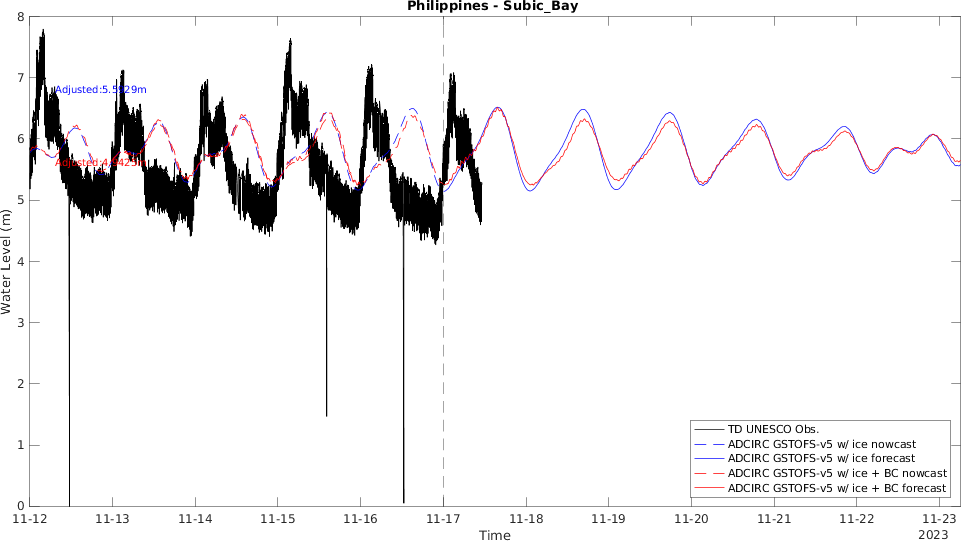 Philippines - Subic_Bay
Water Level (m)
8
7
6
5
4
3
2
1
0
Adjusted:5.5929m
TD UNESCO Obs.
ADCIRC GSTOFS-v5 w/ ice nowcast
ADCIRC GSTOFS-v5 w/ ice forecast
ADCIRC GSTOFS-v5 w/ ice + BC nowcast
ADCIRC GSTOFS-v5 w/ ice + BC forecast
11-12 11-13 11-14 11-15 11-16 11-17 11-18 11-19 11-20 11-21 11-22 11-23
Time
2023